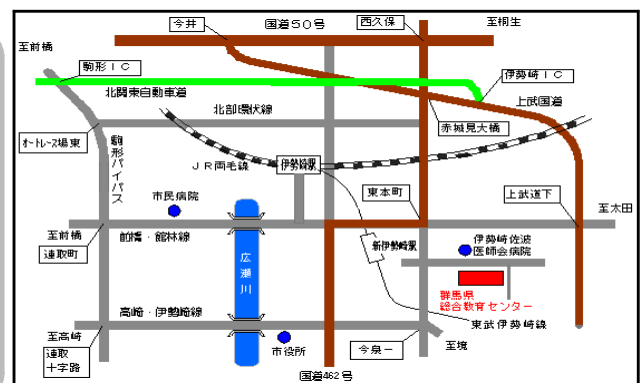 今井
国道50号
西久保
至桐生
至前橋
駒形IC
伊勢崎IC
北関東自動車道
上武国道
北部環状線
赤城見大橋
オートレース場東
駒形バイパス
JR両毛線
伊勢崎駅
市民病院
東本町
上武道下
至太田
至前橋
前橋・館林線
連取町
広瀬川
新伊勢崎駅
伊勢崎佐波
医師会病院
群馬県
総合教育センター
高崎・伊勢崎線
東武伊勢崎線
至高崎
連取
十字路
市役所
今泉一
至境
国道462号